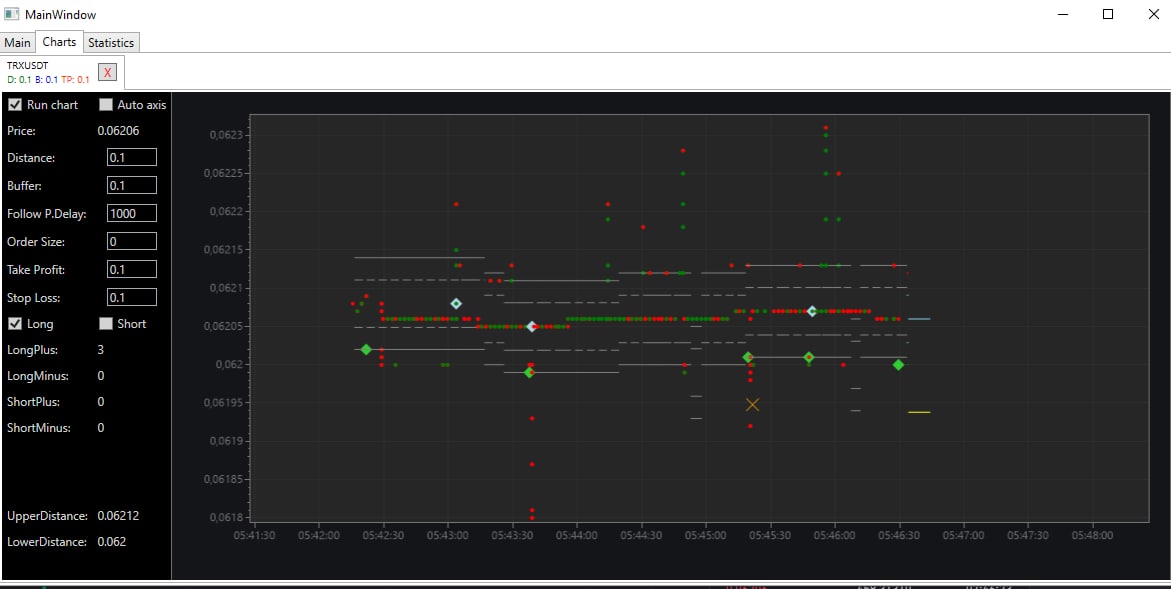 MainWindow
Main Charts Statistics
TRXUSDT
D: 0.1 B: 0.1 TP: 0.1 X
Run chart Auto axis
Price: 0.06206
Distance: 0.1
Buffer: 0.1
Follow P.Delay: 1000
Order Size: 0
Take Profit: 0.1
Stop Loss: 0.1
Long Short
LongPlus: 3
LongMinus: 0
ShortPlus: 0
ShortMinus: 0
UpperDistance: 0.06212
LowerDistance: 0.062
0,0623
0,06225
0,0622
0,06215
0,0621
0,06205
0,062
0,06195
0,0619
0,06185
0,0618
05:41:30 05:42:00 05:42:30 05:43:00 05:43:30 05:44:00 05:44:30 05:45:00 05:45:30 05:46:00 05:46:30 05:47:00 05:47:30 05:48:00